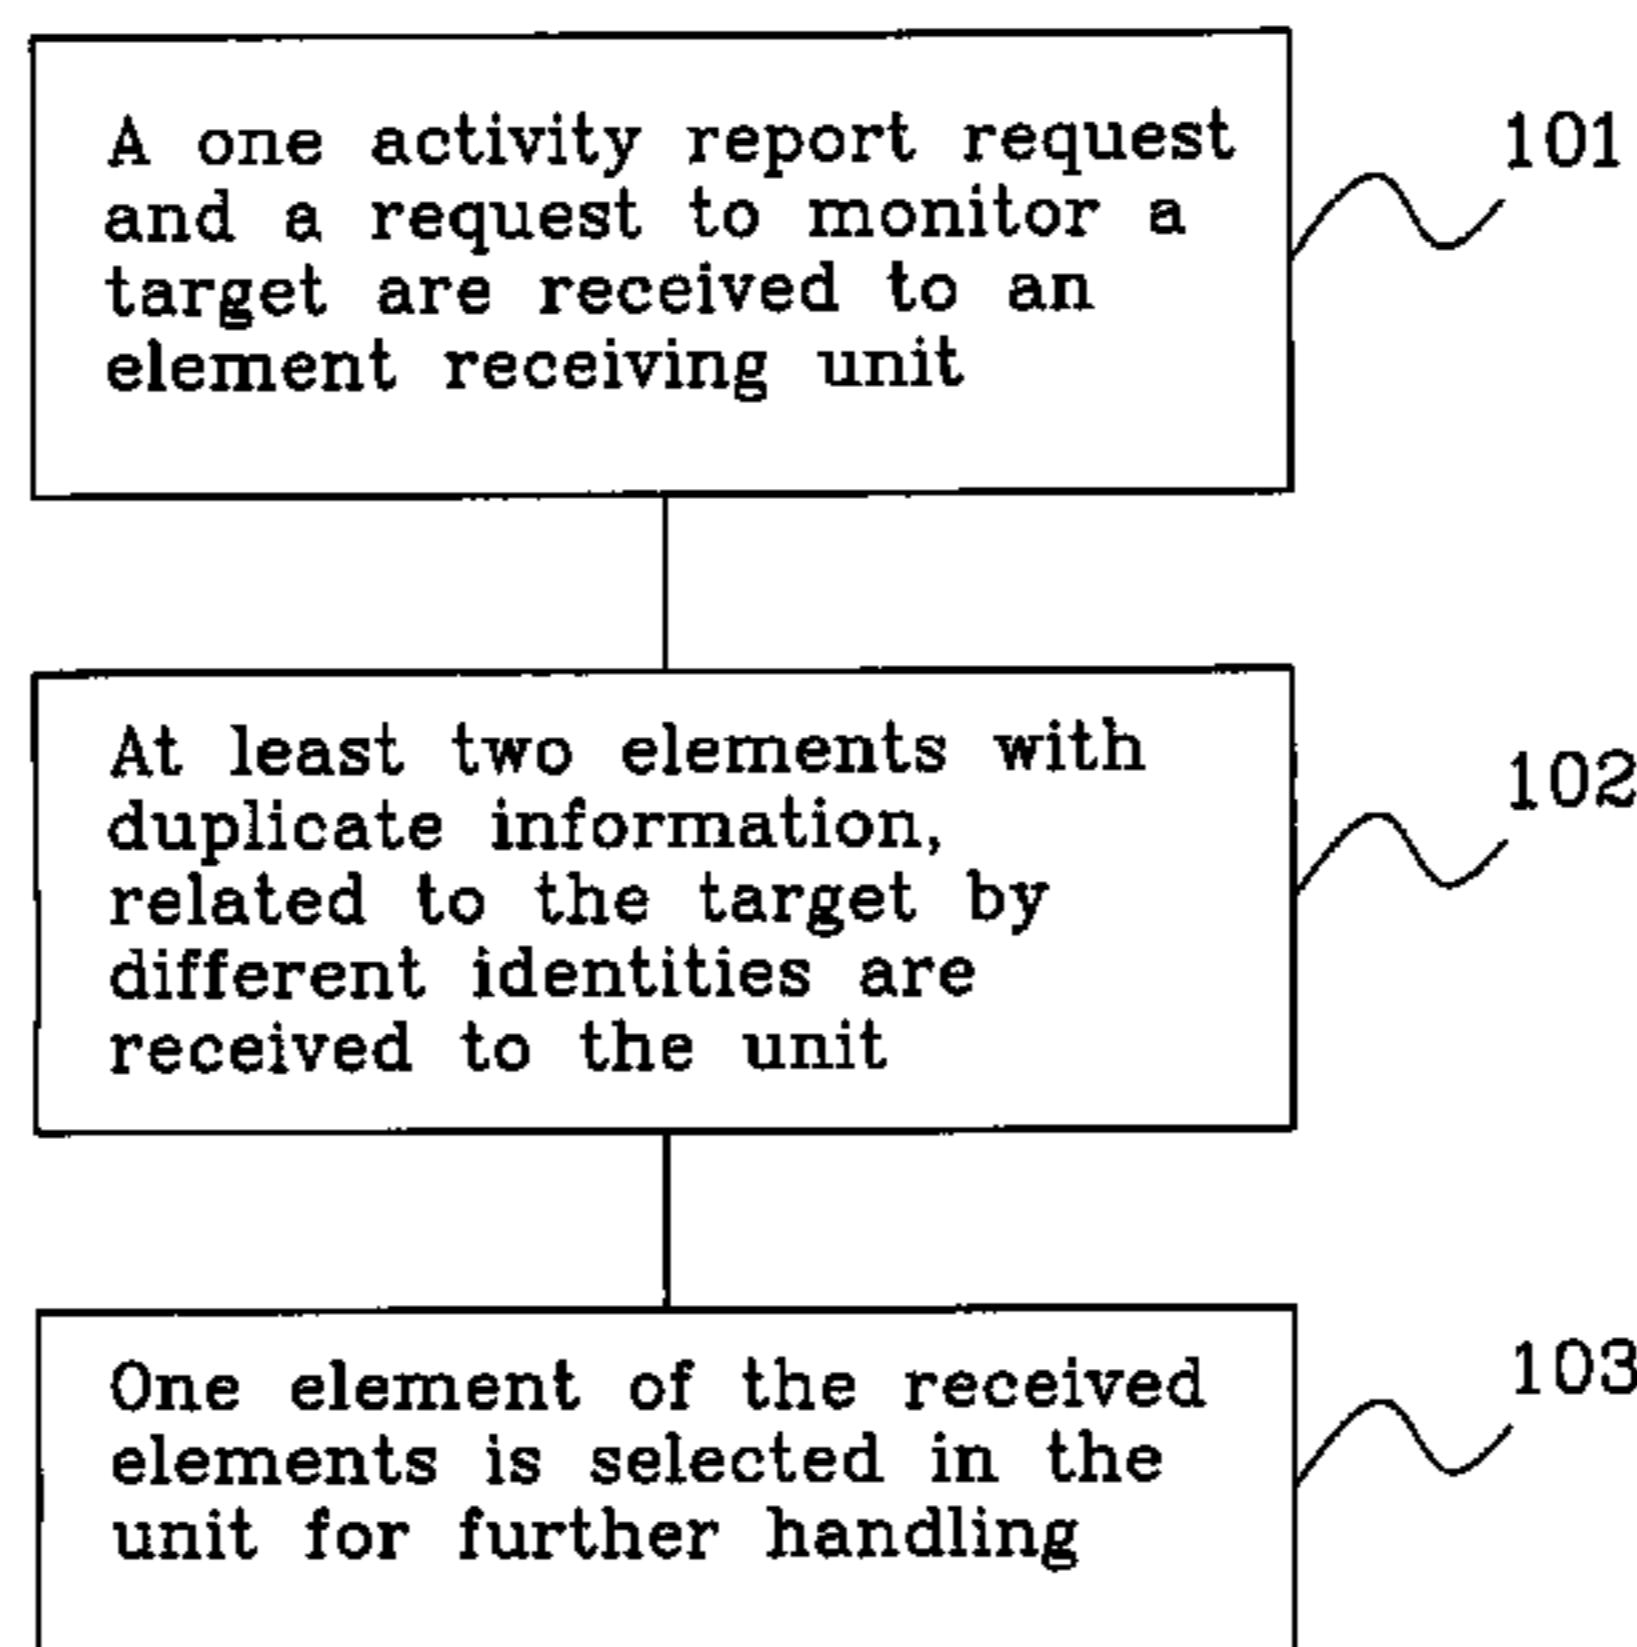 A one activity report request
and a request to monitor a
target are received to an
element receiving unit
101
At least two elements with
duplicate information,
related to the target by
different identities are
received to the unit
102
One element of the received
elements is selected in the
unit for further handling
103